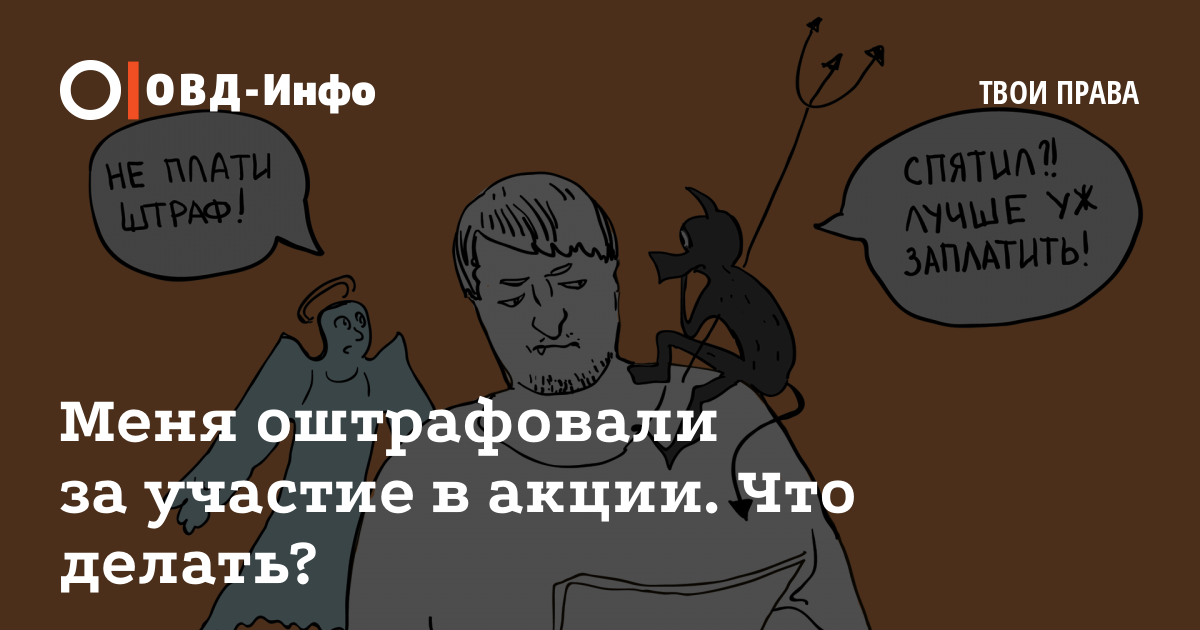 ОВД-Инфо
ТВОИ ПРАВА
НЕ ПЛАТИ
ШТРАФ!
СПЯТИЛ?!
ЛУЧШЕ УЖ
ЗАПЛАТИТЬ!
Меня оштрафовали
за участие в акции. Что
делать?